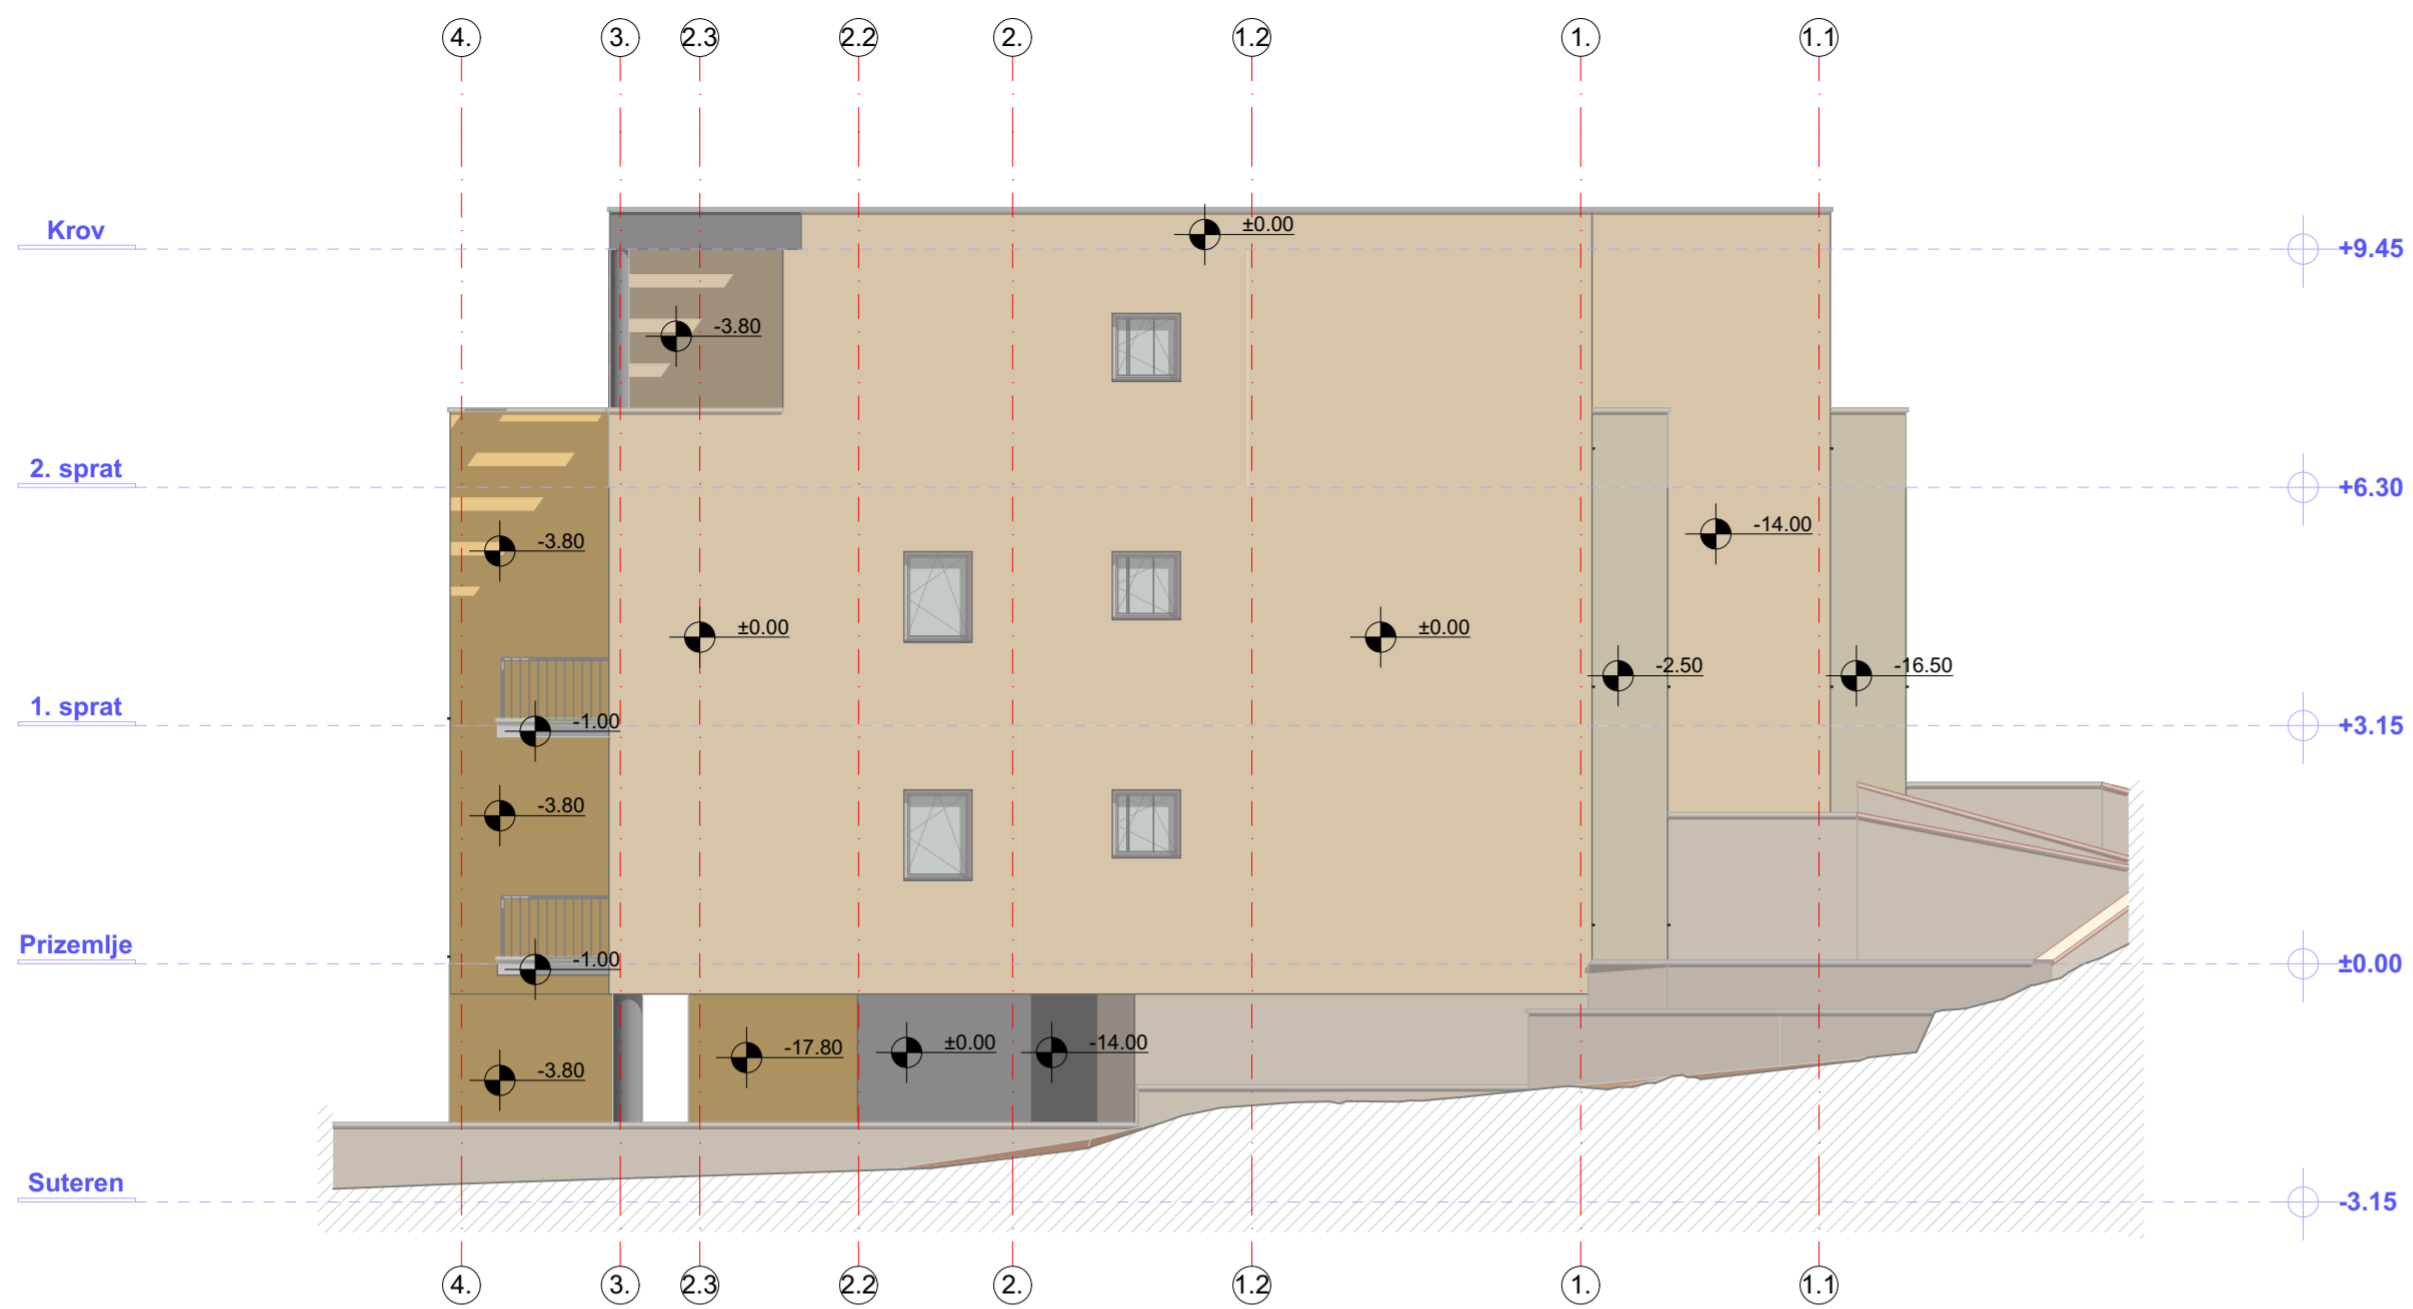 4. 3. 2.3 2.2 2. 1.2 1. 1.1
±0.00
Krov +9.45
-3.80
2. sprat +6.30
-14.00
-3.80
±0.00 ±0.00
-2.50 -16.50
1. sprat -1.00 +3.15
-3.80
Prizemlje -1.00 ±0.00
-17.80 ±0.00 -14.00
-3.80
Suteren -3.15
4. 3. 2.3 2.2 2. 1.2 1. 1.1